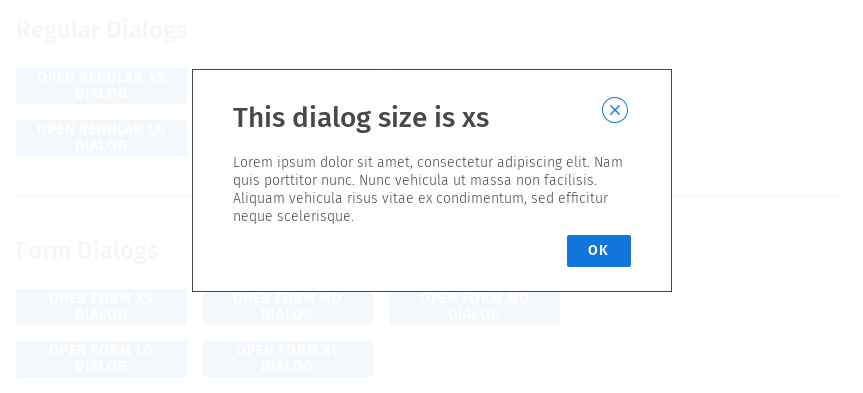 Regular Dialogs
OPEN REGULAR XS
DIALOG
OPEN REGULAR LG
DIALOG
This dialog size is xs
Lorem ipsum dolor sit amet, consectetur adipiscing elit. Nam
quis porttitor nunc. Nunc vehicula ut massa non facilisis.
Aliquam vehicula risus vitae ex condimentum, sed efficitur
neque scelerisque.
OK
Form Dialogs
OPEN FORM XS
DIALOG
OPEN FORM MD
DIALOG
OPEN FORM MD
DIALOG
OPEN FORM LG
DIALOG
OPEN FORM XL
DIALOG